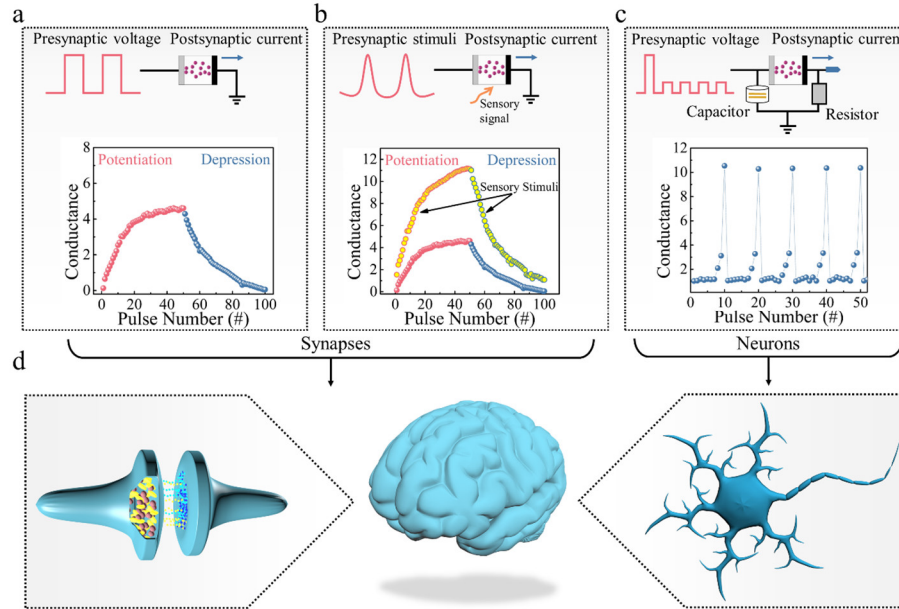 a
Presynaptic voltage Postsynaptic current
Potentiation Depression
Conductance
8
6
4
2
0
0 20 40 60 80 100
Pulse Number (#)
b
Presynaptic stimuli Postsynaptic current
Sensory
signal
Potentiation Depression
Sensory Stimuli
Conductance
12
10
8
6
4
2
0
0 20 40 60 80 100
Pulse Number (#)
c
Presynaptic voltage Postsynaptic current
Capacitor
Resistor
Conductance
12
10
8
6
4
2
0 10 20 30 40 50
Pulse Number (#)
Synapses
Neurons
d